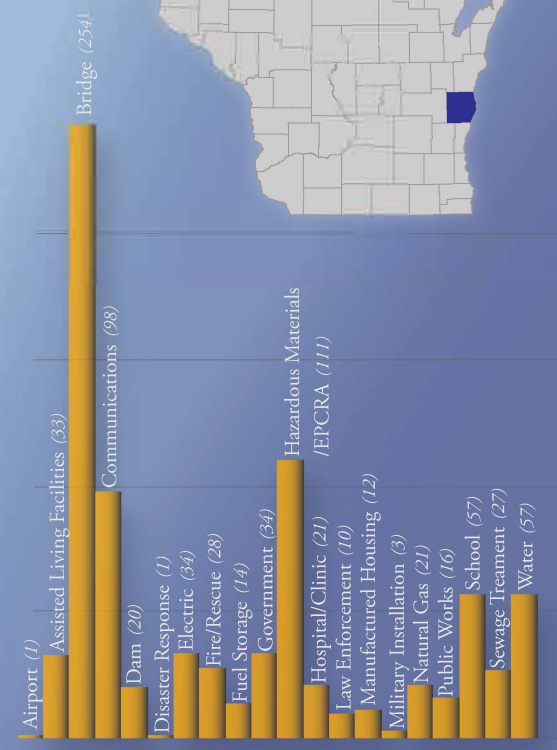 Airport (1)
Assisted Living Facilities (33)
Bridge (254)
Communications (98)
Dam (20)
Disaster Response (1)
Electric (34)
Fire/Rescue (28)
Fuel Storage (14)
Government (34)
Hazardous Materials
/EPCRA (111)
Hospital/Clinic (21)
Law Enforcement (10)
Manufactured Housing (12)
Military Installation (3)
Natural Gas (21)
Public Works (16)
School (57)
Sewage Treament (27)
Water (57)